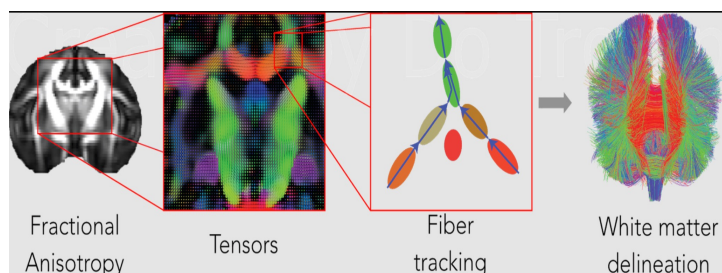 Fractional
Anisotropy
Tensors
Fiber
tracking
White matter
delineation